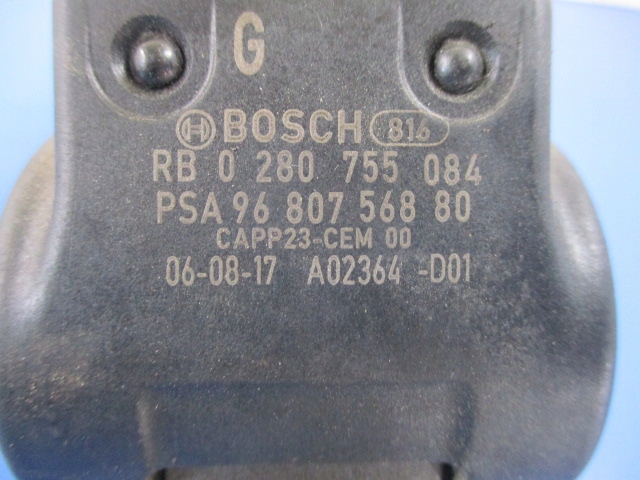 G
BOSCH 816
RB 0 280 755 084
PSA 96 807 568 80
CAPP23-CEM 00
06-08-17 A02364 -D01